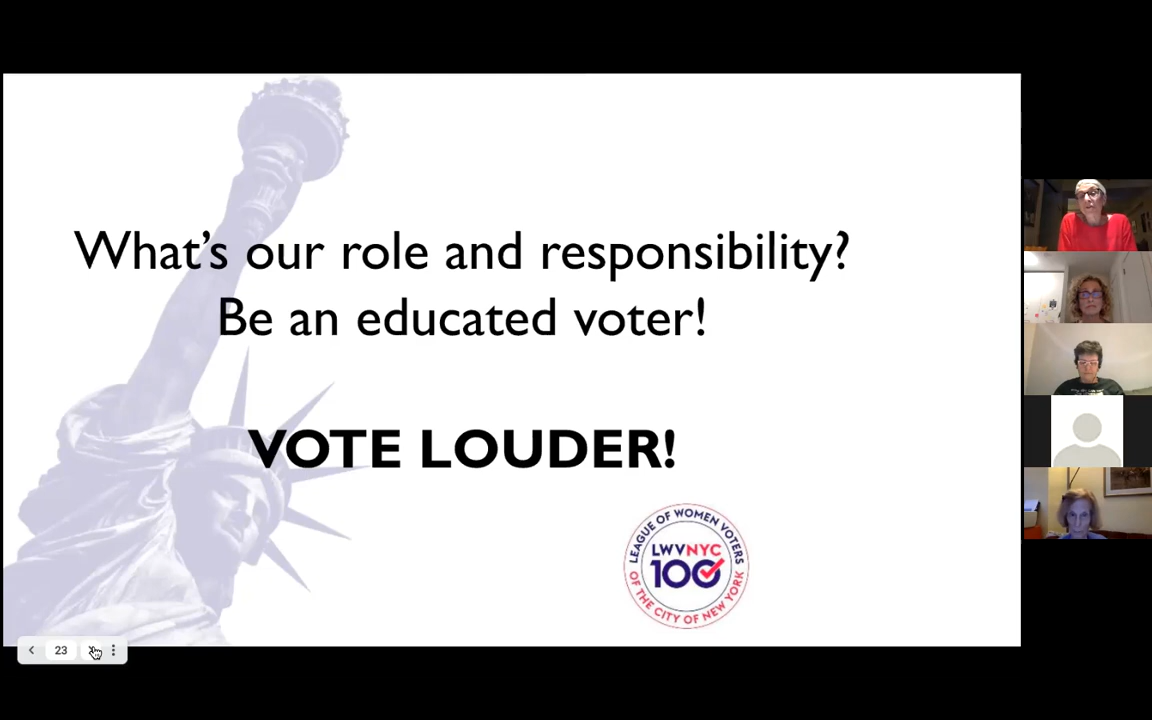 What's our role and responsibility?
Be an educated voter!
VOTE LOUDER!
LEAGUE OF WOMEN VOTERS
LWVNYC
100
OF THE CITY OF NEW YORK
23